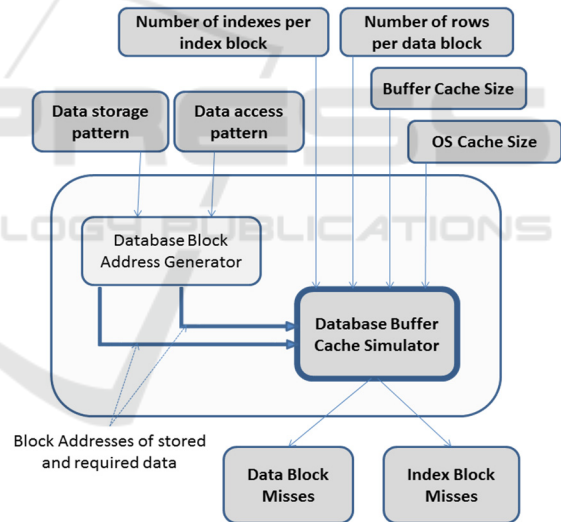 Number of indexes per
index block
Number of rows
per data block
Buffer Cache Size
Data storage
pattern
Data access
pattern
OS Cache Size
LOGY PUBLICATIONS
Database Block
Address Generator
Database Buffer
Cache Simulator
Block Addresses of stored
and required data
Data Block
Misses
Index Block
Misses